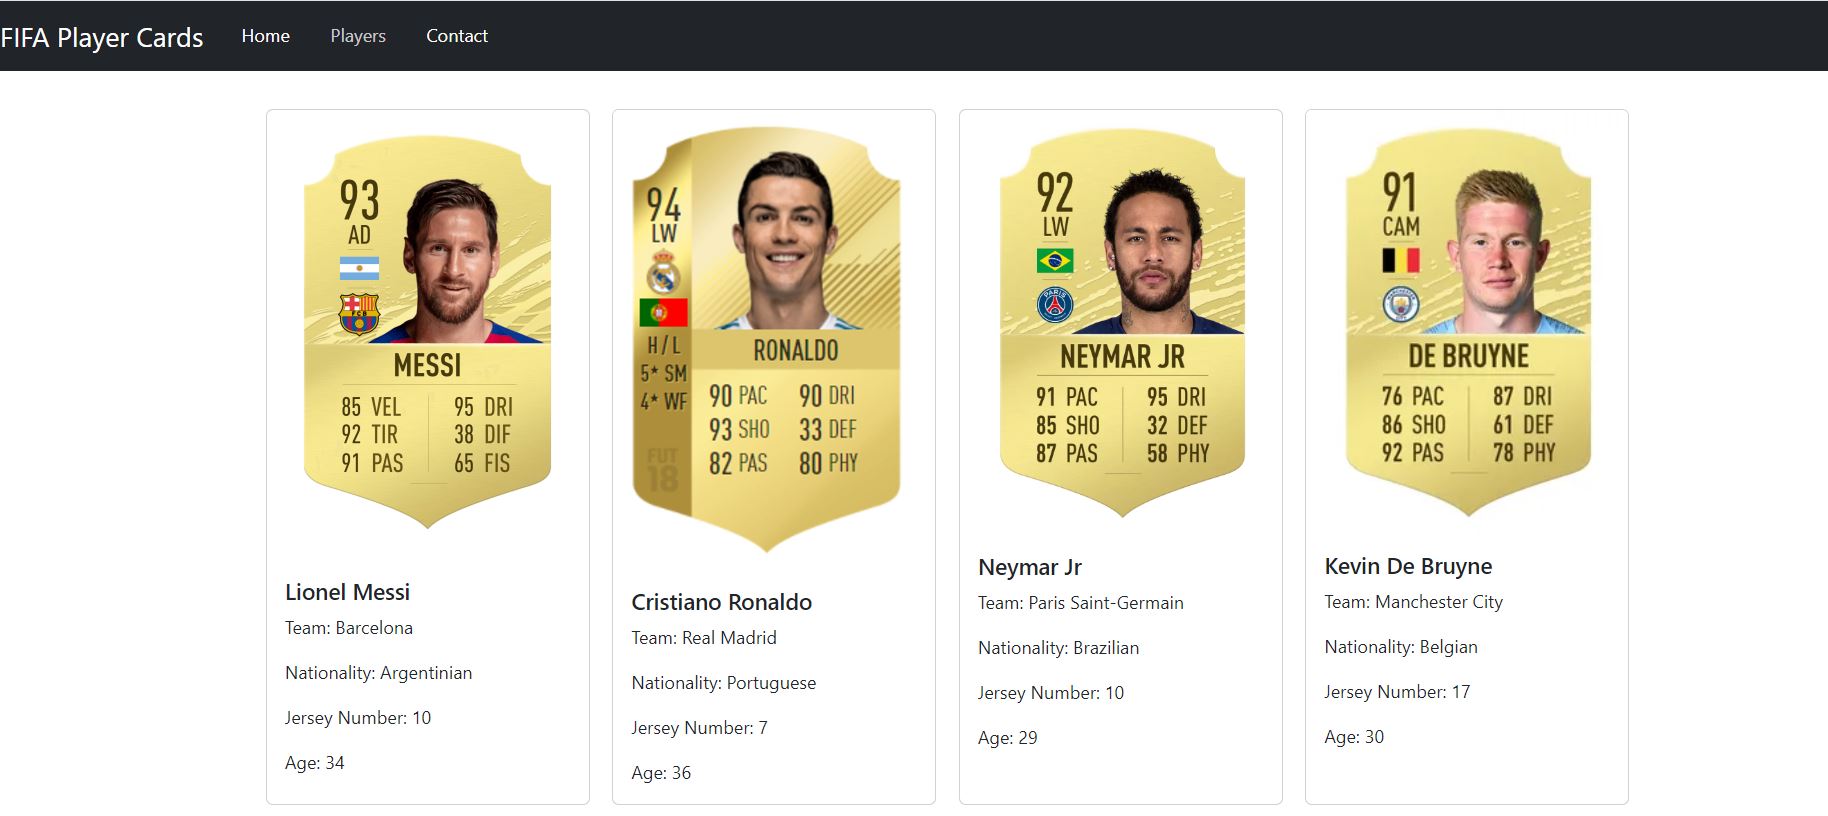 FIFA Player Cards Home Players Contact
93
AD
FCB
MESSI
85 VEL 95 DRI
92 TIR 38 DIF
91 PAS 65 FIS
Lionel Messi
Team: Barcelona
Nationality: Argentinian
Jersey Number: 10
Age: 34
94
LW
H / L
5* SM
4* WF
FUT
18
RONALDO
90 PAC 90 DRI
93 SHO 33 DEF
82 PAS 80 PHY
Cristiano Ronaldo
Team: Real Madrid
Nationality: Portuguese
Jersey Number: 7
Age: 36
92
LW
PARIS
NEYMAR JR
91 PAC 95 DRI
85 SHO 32 DEF
87 PAS 58 PHY
Neymar Jr
Team: Paris Saint-Germain
Nationality: Brazilian
Jersey Number: 10
Age: 29
91
CAM
DE BRUYNE
76 PAC 87 DRI
86 SHO 61 DEF
92 PAS 78 PHY
Kevin De Bruyne
Team: Manchester City
Nationality: Belgian
Jersey Number: 17
Age: 30